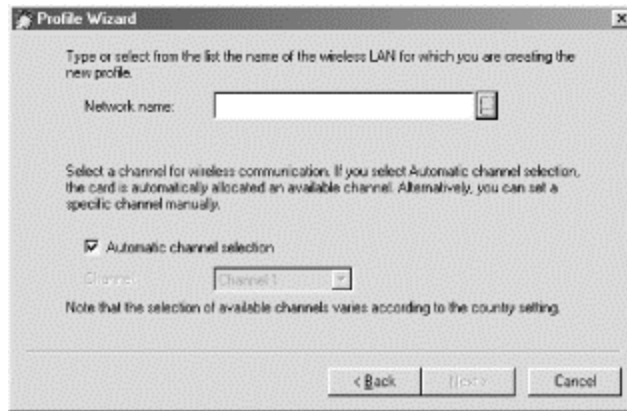 Profile Wizard
Type or select from the list the name of the wireless LAN for which you are creating the
new profile.
Network name:
Select a channel for wireless communication. If you select Automatic channel selection,
the card is automatically allocated an available channel. Alternatively, you can set a
specific channel manually.
Automatic channel selection
Channel: Channel 1
Note that the selection of available channels varies according to the country setting.
< Back Next > Cancel